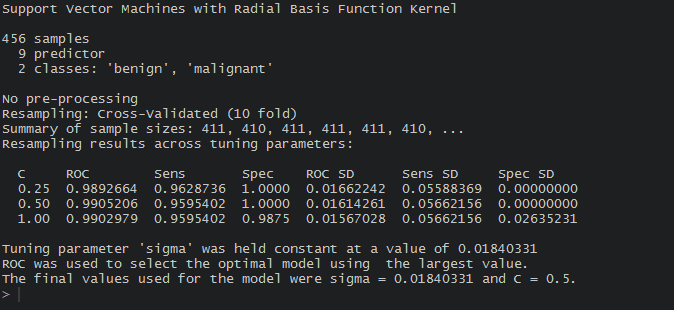 Support Vector Machines with Radial Basis Function Kernel
456 samples
9 predictor
2 classes: 'benign', 'malignant'
No pre-processing
Resampling: Cross-Validated (10 fold)
Summary of sample sizes: 411, 410, 411, 411, 411, 410, ...
Resampling results across tuning parameters:
C ROC Sens Spec ROC SD Sens SD Spec SD
0.25 0.9892664 0.9628736 1.0000 0.01662242 0.05588369 0.00000000
0.50 0.9905206 0.9595402 1.0000 0.01614261 0.05662156 0.00000000
1.00 0.9902979 0.9595402 0.9875 0.01567028 0.05662156 0.02635231
Tuning parameter 'sigma' was held constant at a value of 0.01840331
ROC was used to select the optimal model using  the largest value.
The final values used for the model were sigma = 0.01840331 and C = 0.5.
>